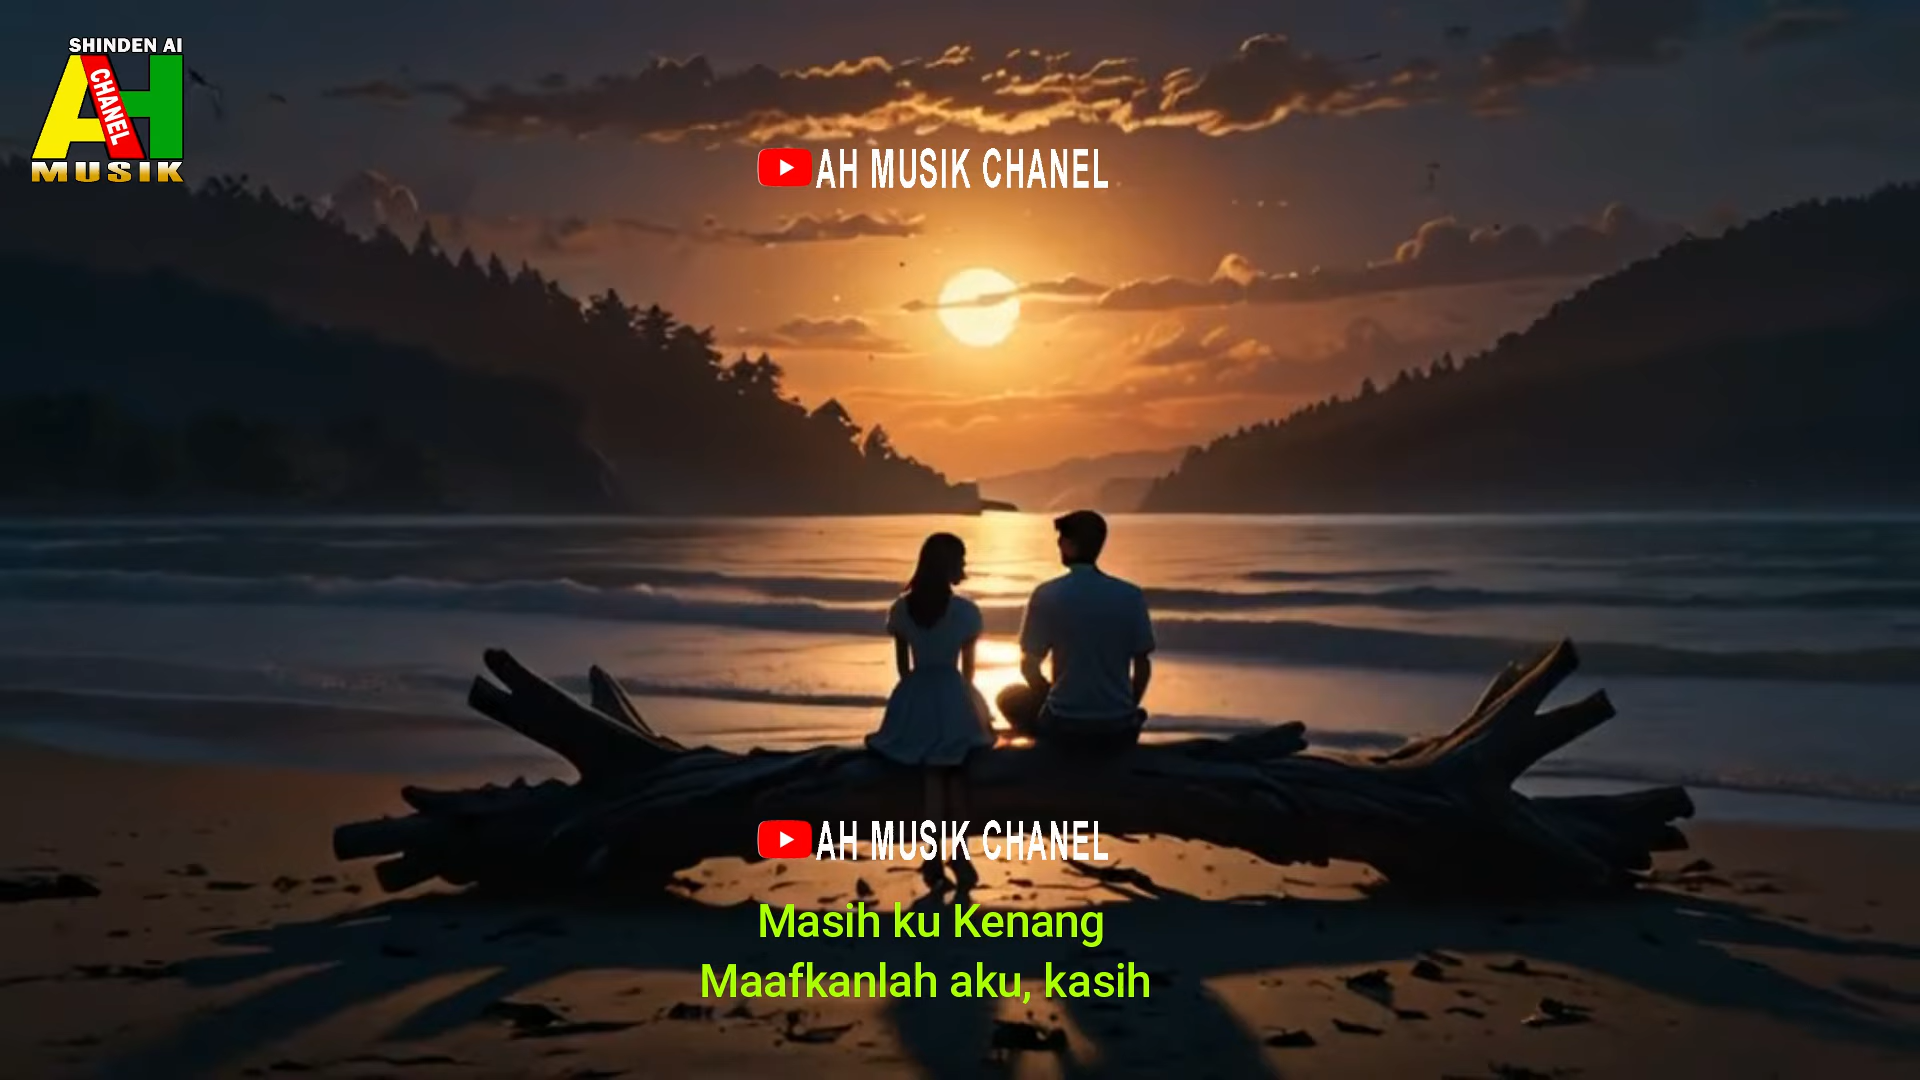 SHINDEN AI
AH
CHANEL
MUSIK
AH MUSIK CHANEL
AH MUSIK CHANEL
Masih ku Kenang
Maafkanlah aku, kasih